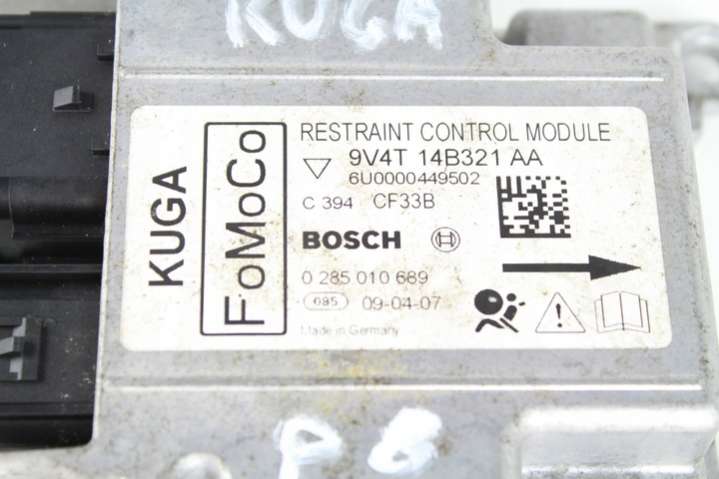 KUGA
KUGA
FoMoCo
RESTRAINT CONTROL MODULE
9V4T 14B321 AA
6U0000449502
C 394 CF33B
BOSCH
0 285 010 689
085 09-04-07
Made in Germany